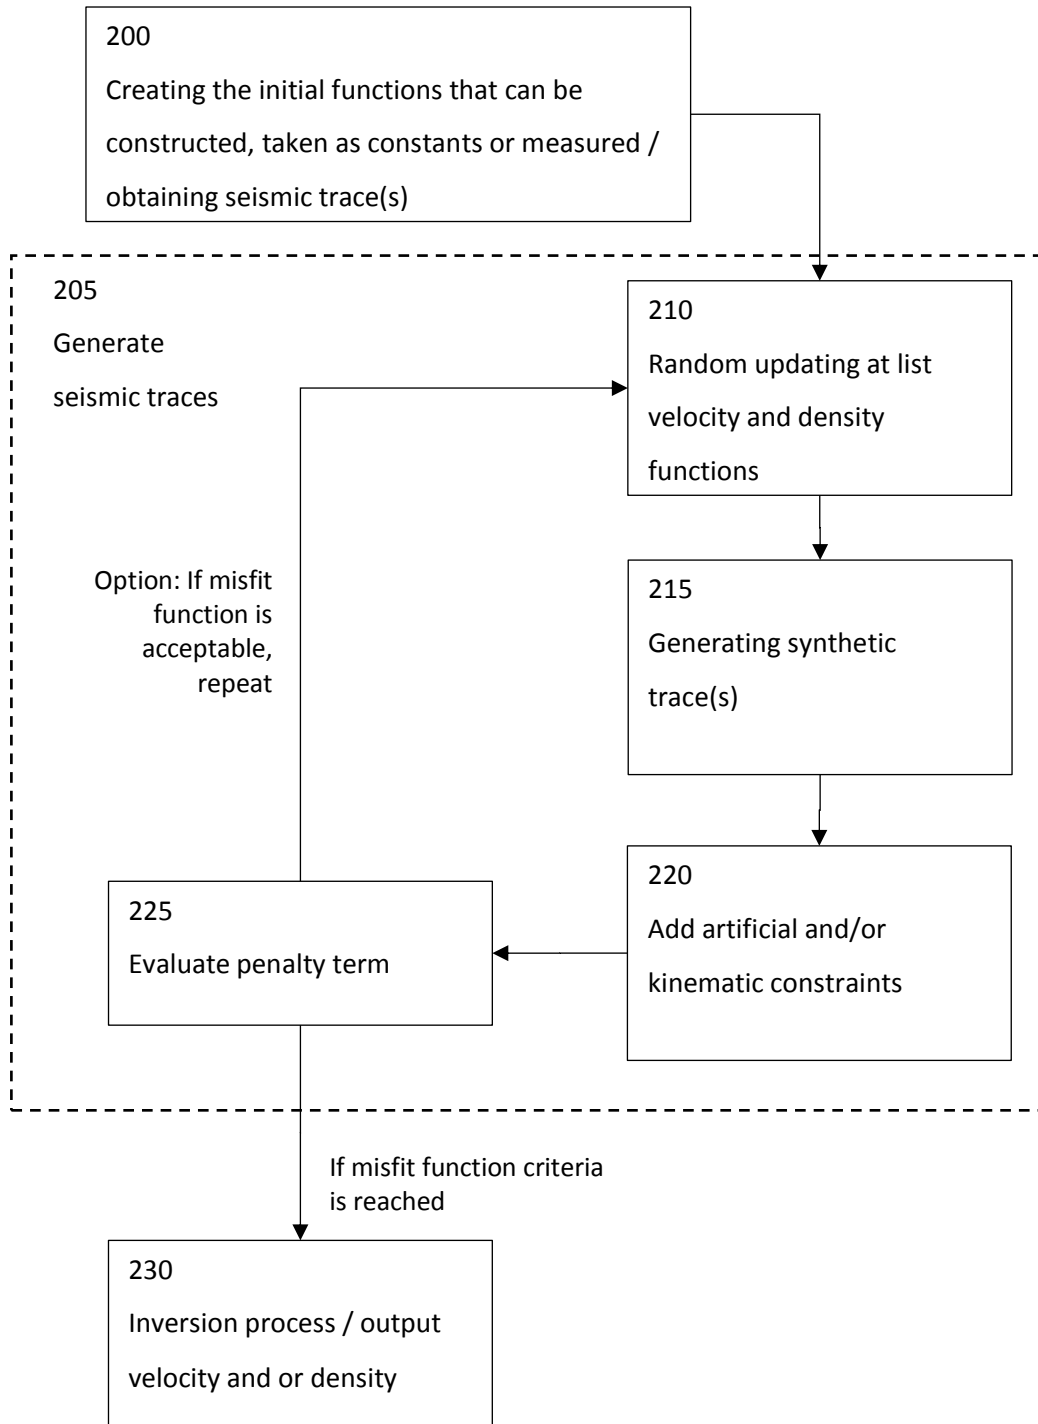 200
Creating the initial functions that can be
constructed, taken as constants or measured /
obtaining seismic trace(s)
205
Generate
seismic traces
210
Random updating at list
velocity and density
functions
Option: If misfit
function is
acceptable,
repeat
215
Generating synthetic
trace(s)
220
Add artificial and/or
kinematic constraints
225
Evaluate penalty term
If misfit function criteria
is reached
230
Inversion process / output
velocity and or density